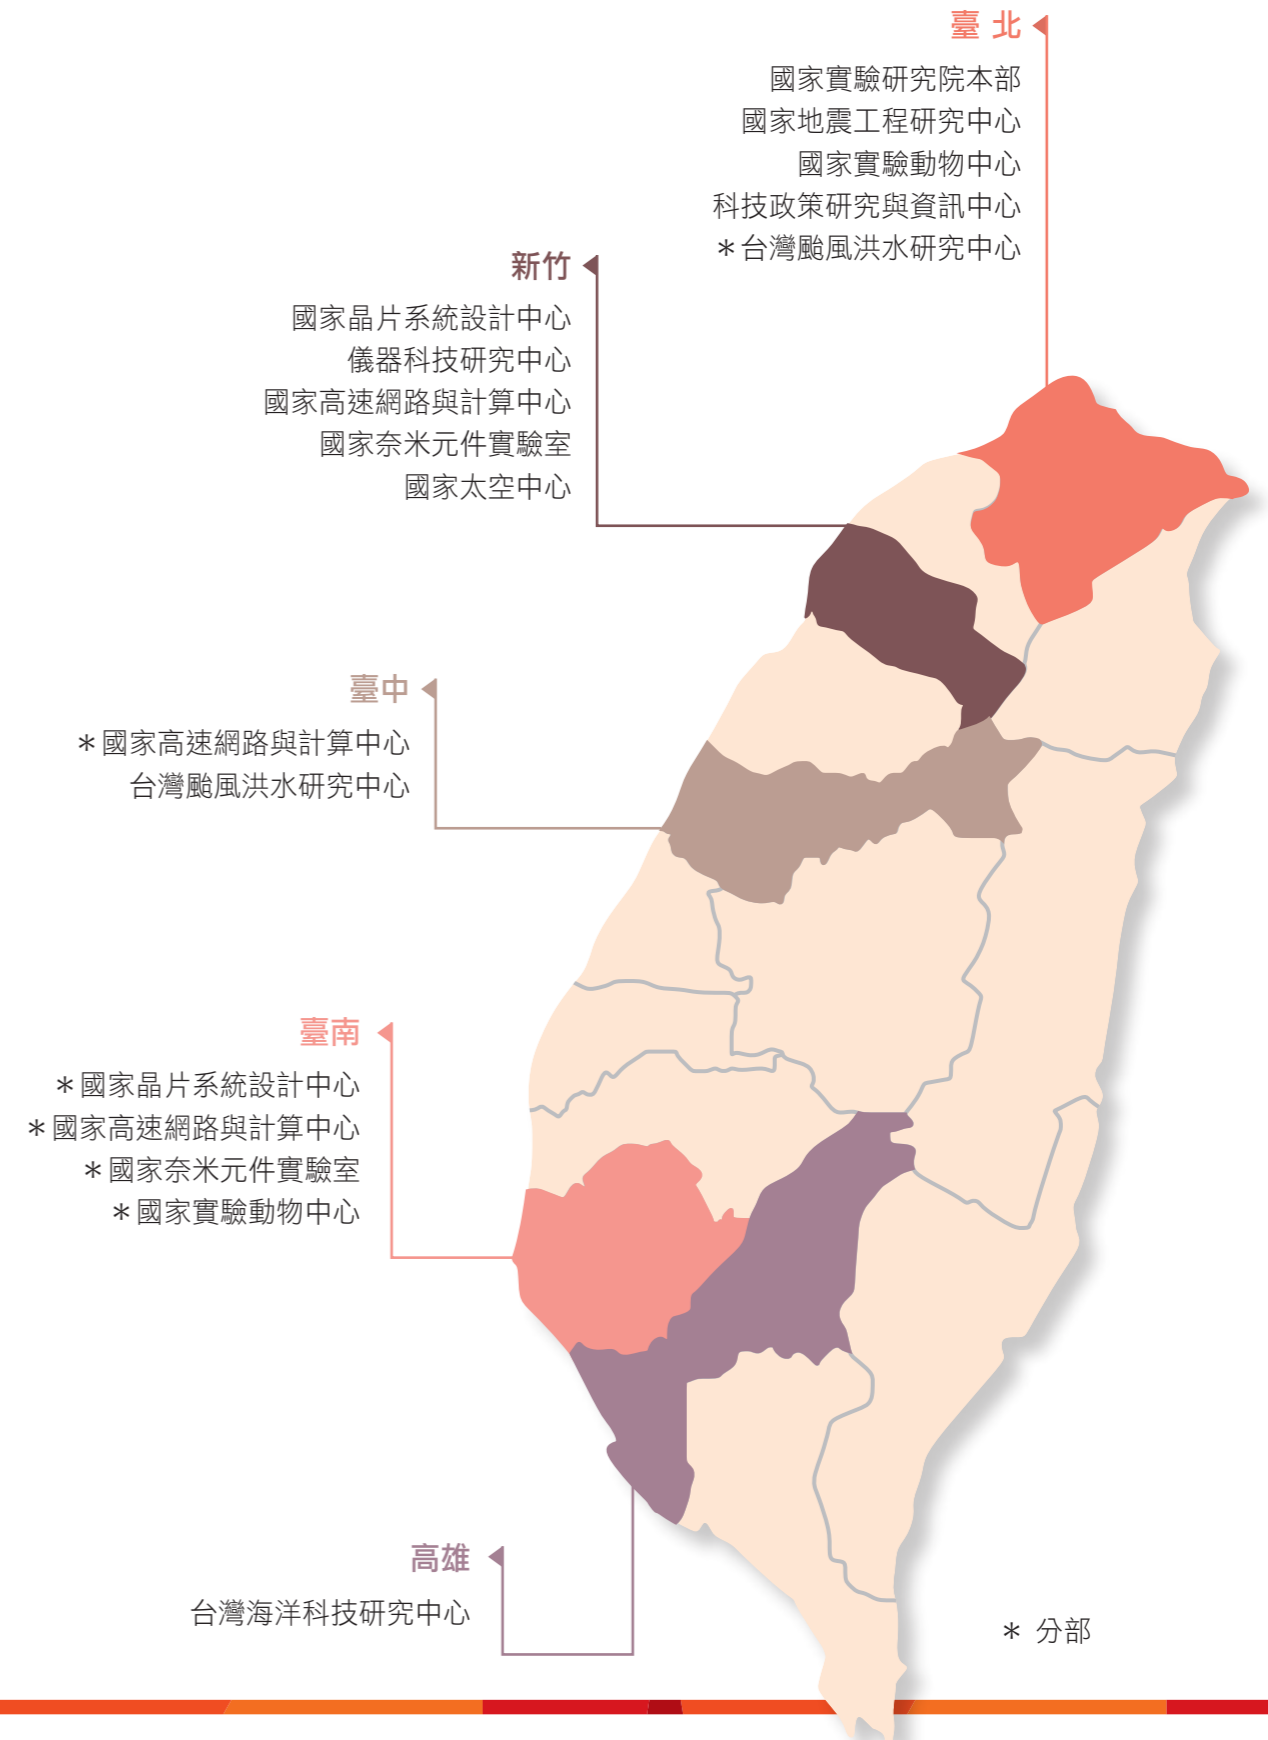 臺 北
國家實驗研究院本部
國家地震工程研究中心
國家實驗動物中心
科技政策研究與資訊中心
＊台灣颱風洪水研究中心
新竹
國家晶片系統設計中心
儀器科技研究中心
國家高速網路與計算中心
國家奈米元件實驗室
國家太空中心
臺中
＊國家高速網路與計算中心
台灣颱風洪水研究中心
臺南
＊國家晶片系統設計中心
＊國家高速網路與計算中心
＊國家奈米元件實驗室
＊國家實驗動物中心
高雄
台灣海洋科技研究中心
＊ 分部